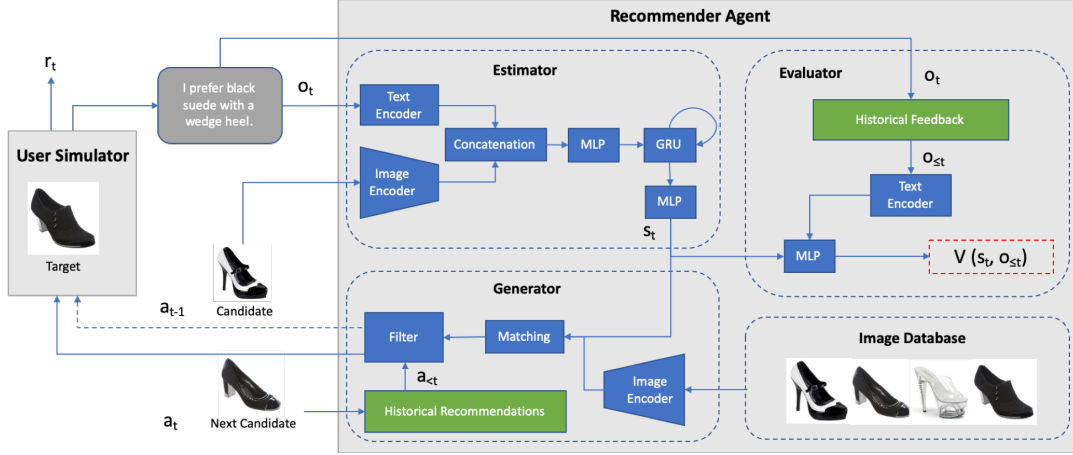 Recommender Agent
r_t
I prefer black
suede with a
wedge heel.
o_t
User Simulator
Target
Candidate
a_{t-1}
a_t
Next Candidate
Estimator
Text
Encoder
Image
Encoder
Concatenation
MLP
GRU
MLP
s_t
Evaluator
o_t
Historical Feedback
o_{≤t}
Text
Encoder
MLP
V (s_t, o_{≤t})
Generator
Filter
Matching
a_{<t}
Historical Recommendations
Image
Encoder
Image Database